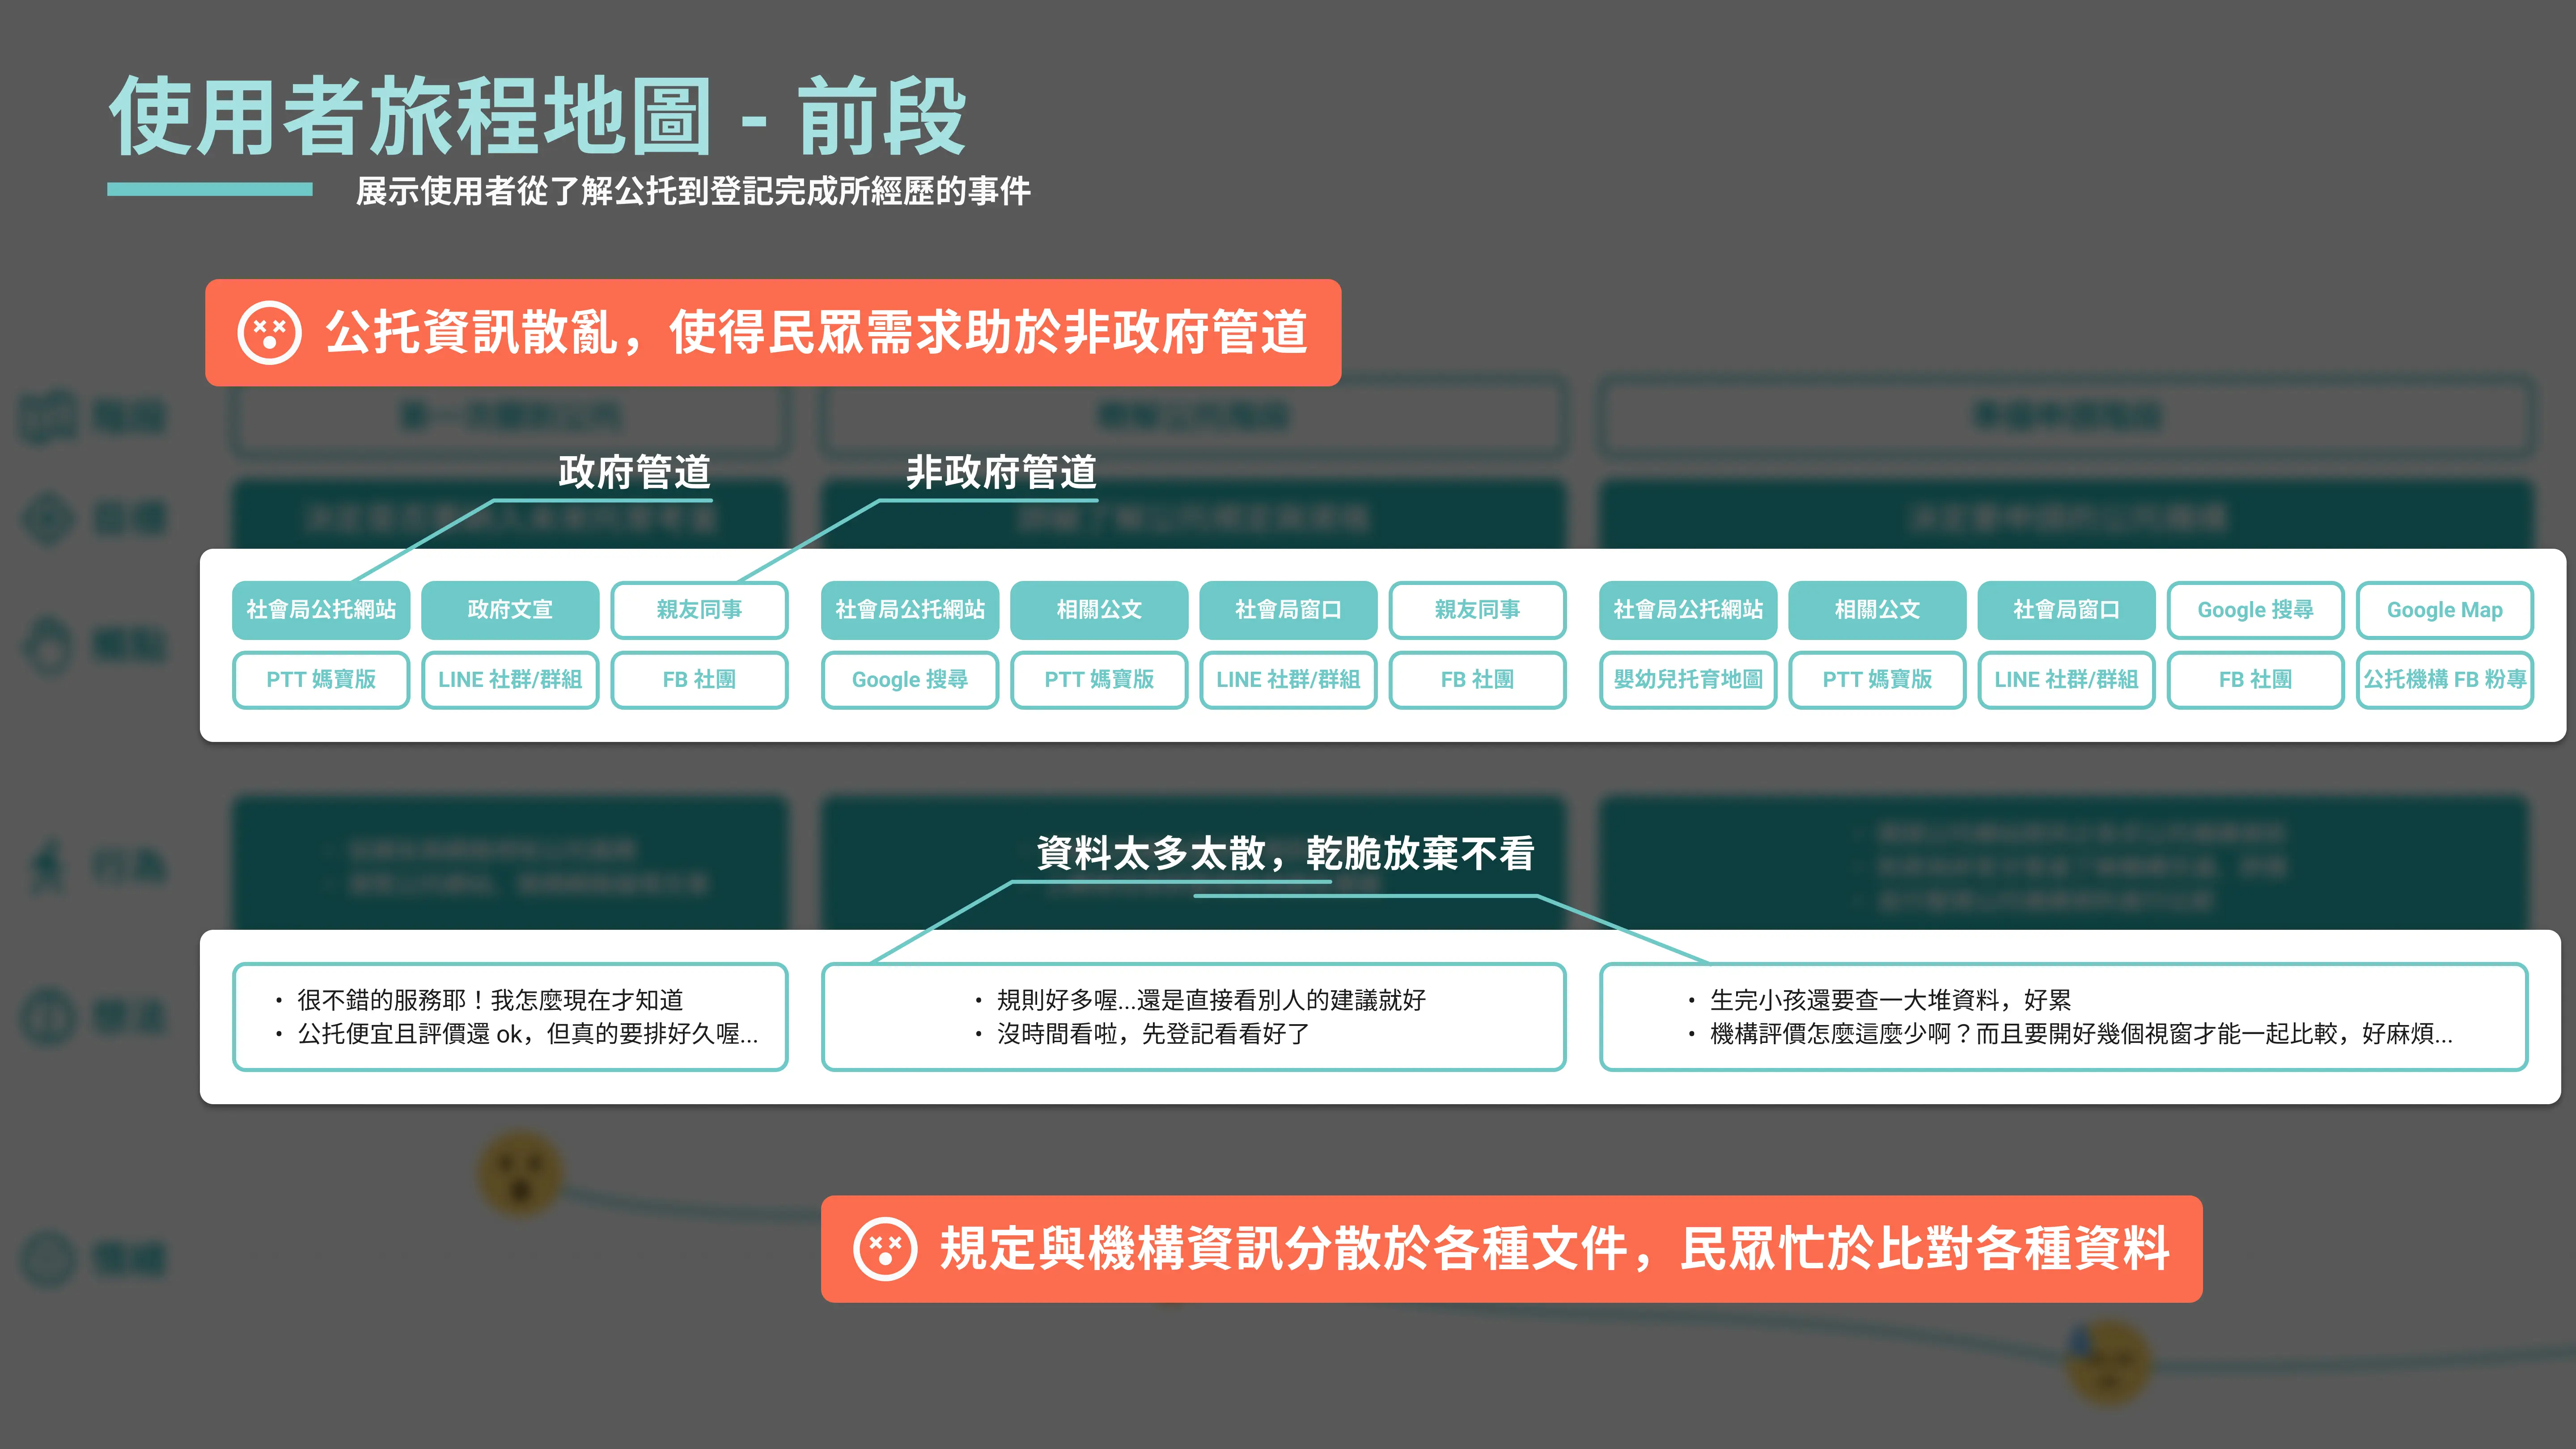 使用者旅程地圖 - 前段
展示使用者從了解公托到登記完成所經歷的事件
公托資訊散亂，使得民眾需求助於非政府管道
政府管道
非政府管道
社會局公托網站
政府文宣
親友同事
PTT 媽寶版
LINE 社群/群組
FB 社團
社會局公托網站
相關公文
社會局窗口
親友同事
Google 搜尋
PTT 媽寶版
LINE 社群/群組
FB 社團
社會局公托網站
相關公文
社會局窗口
Google 搜尋
Google Map
嬰幼兒托育地圖
PTT 媽寶版
LINE 社群/群組
FB 社團
公托機構 FB 粉專
行為
資料太多太散，乾脆放棄不看
• 很不錯的服務耶！我怎麼現在才知道
• 公托便宜且評價還 ok，但真的要排好久喔...
• 規則好多喔...還是直接看別人的建議就好
• 沒時間看啦，先登記看看好了
• 生完小孩還要查一大堆資料，好累
• 機構評價怎麼這麼少啊？而且要開好幾個視窗才能一起比較，好麻煩...
規定與機構資訊分散於各種文件，民眾忙於比對各種資料